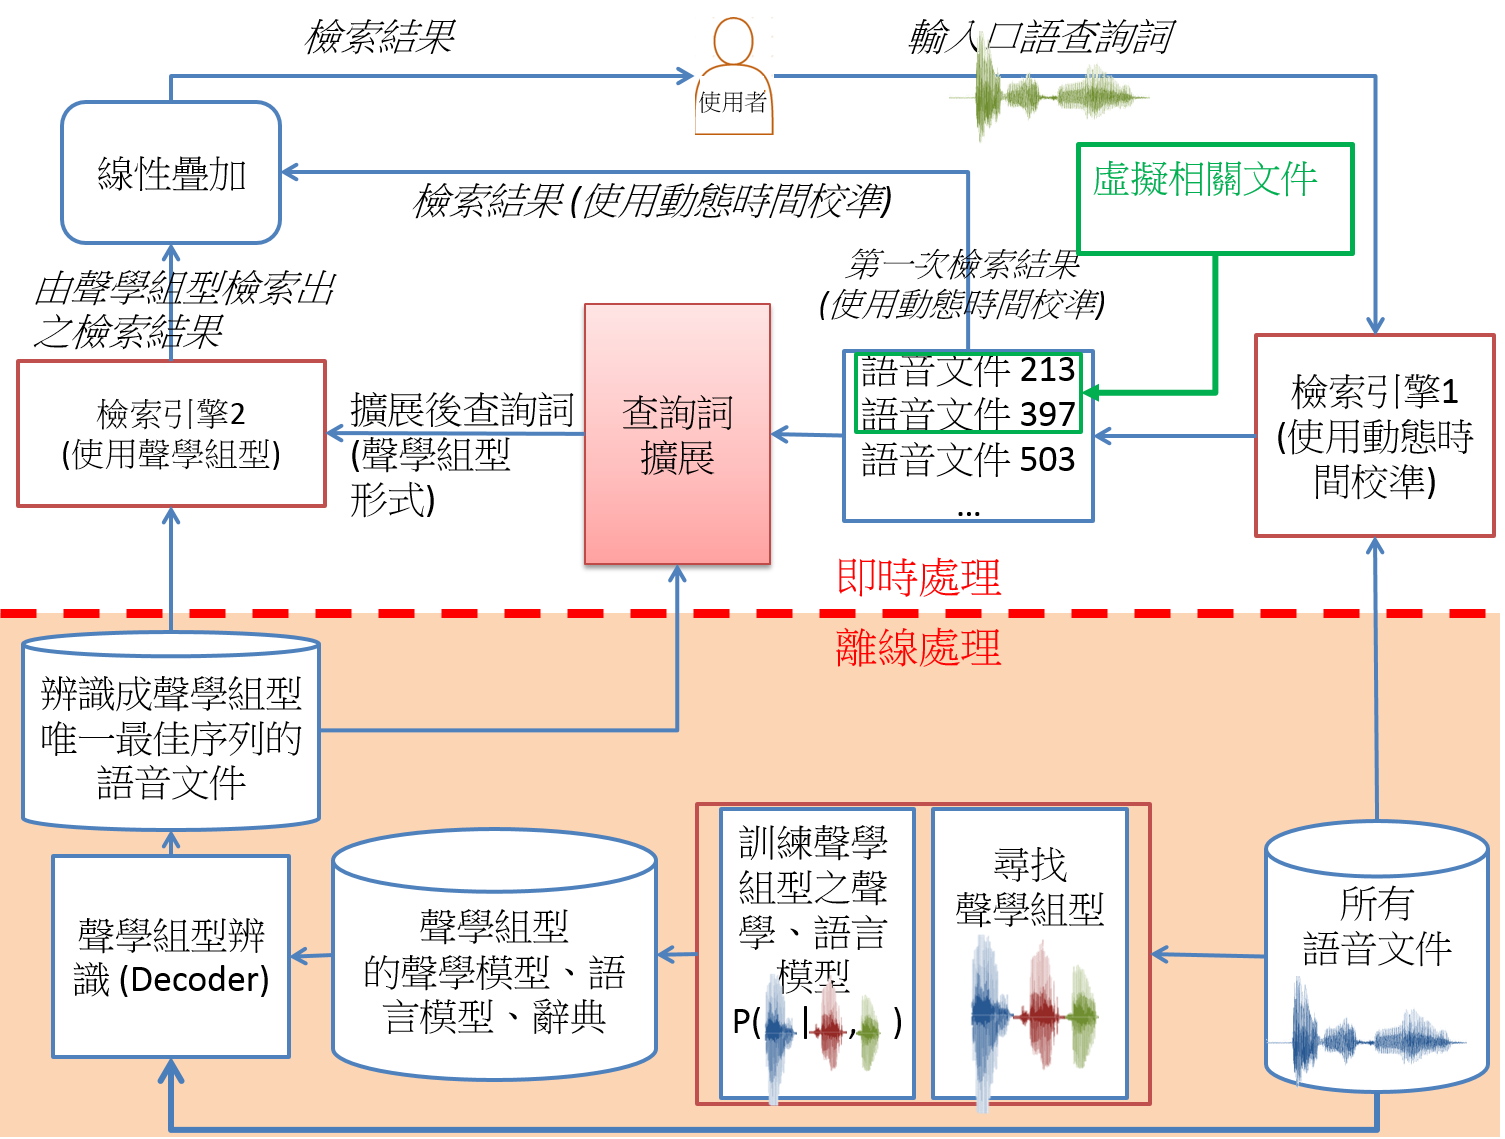 檢索結果
輸入口語查詢詞
使用者
線性疊加
虛擬相關文件
檢索結果 (使用動態時間校準)
第一次檢索結果
(使用動態時間校準)
由聲學組型檢索出
之檢索結果
語音文件 213
語音文件 397
語音文件 503
...
檢索引擎1
(使用動態時
間校準)
查詢詞
擴展
擴展後查詢詞
(聲學組型
形式)
檢索引擎2
(使用聲學組型)
即時處理
離線處理
辨識成聲學組型
唯一最佳序列的
語音文件
訓練聲學
組型之聲
學、語言
模型
P( | , )
尋找
聲學組型
所有
語音文件
聲學組型
的聲學模型、語
言模型、辭典
聲學組型辨
識 (Decoder)